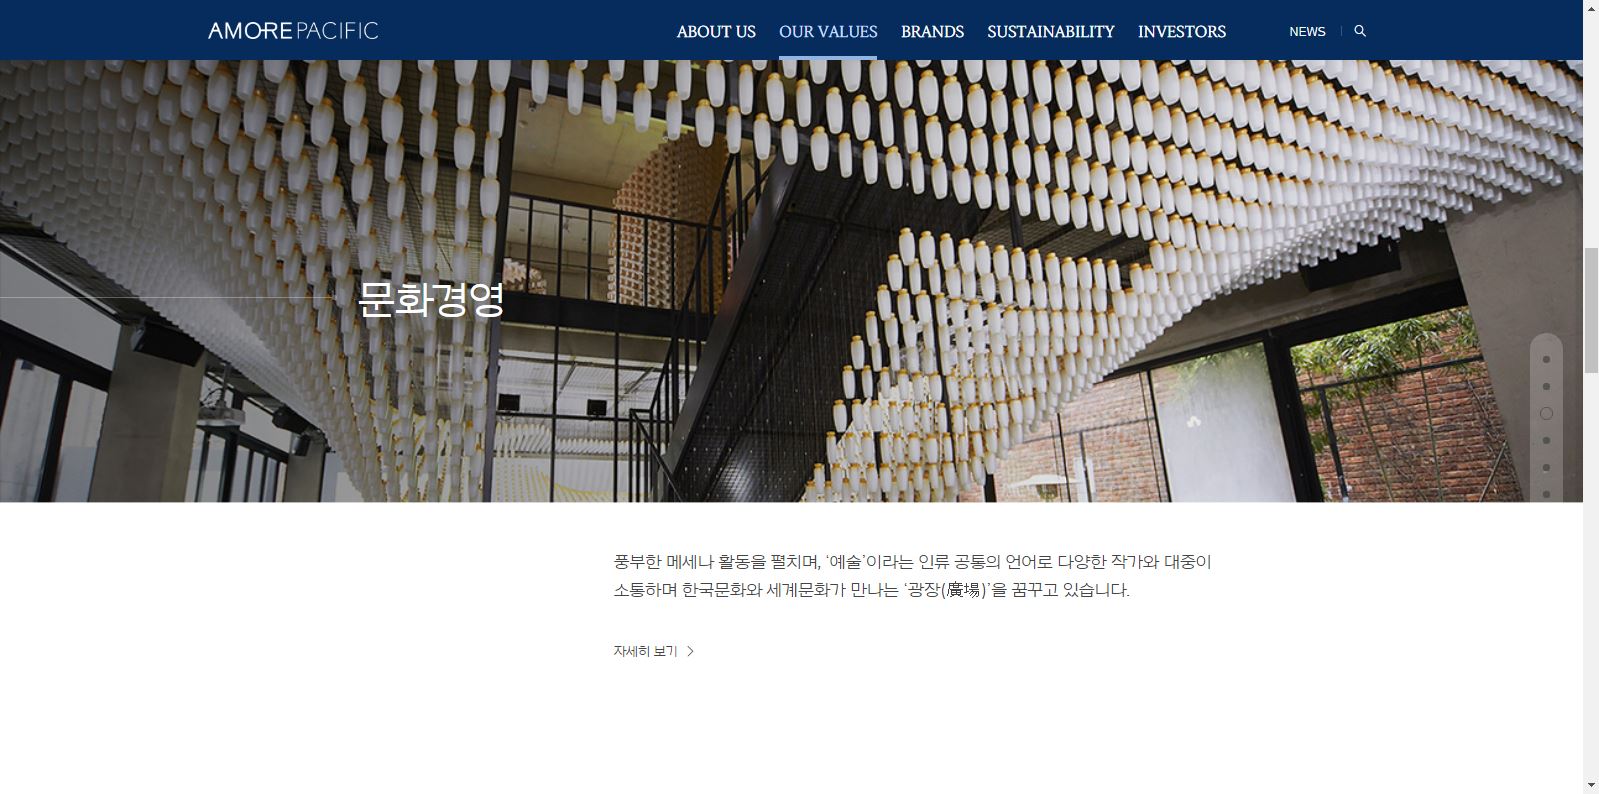 AMOREPACIFIC
ABOUT US OUR VALUES BRANDS SUSTAINABILITY INVESTORS NEWS
문화경영
풍부한 메세나 활동을 펼치며, ‘예술’이라는 인류 공통의 언어로 다양한 작가와 대중이
소통하며 한국문화와 세계문화가 만나는 ‘광장(廣場)’을 꿈꾸고 있습니다.
자세히 보기